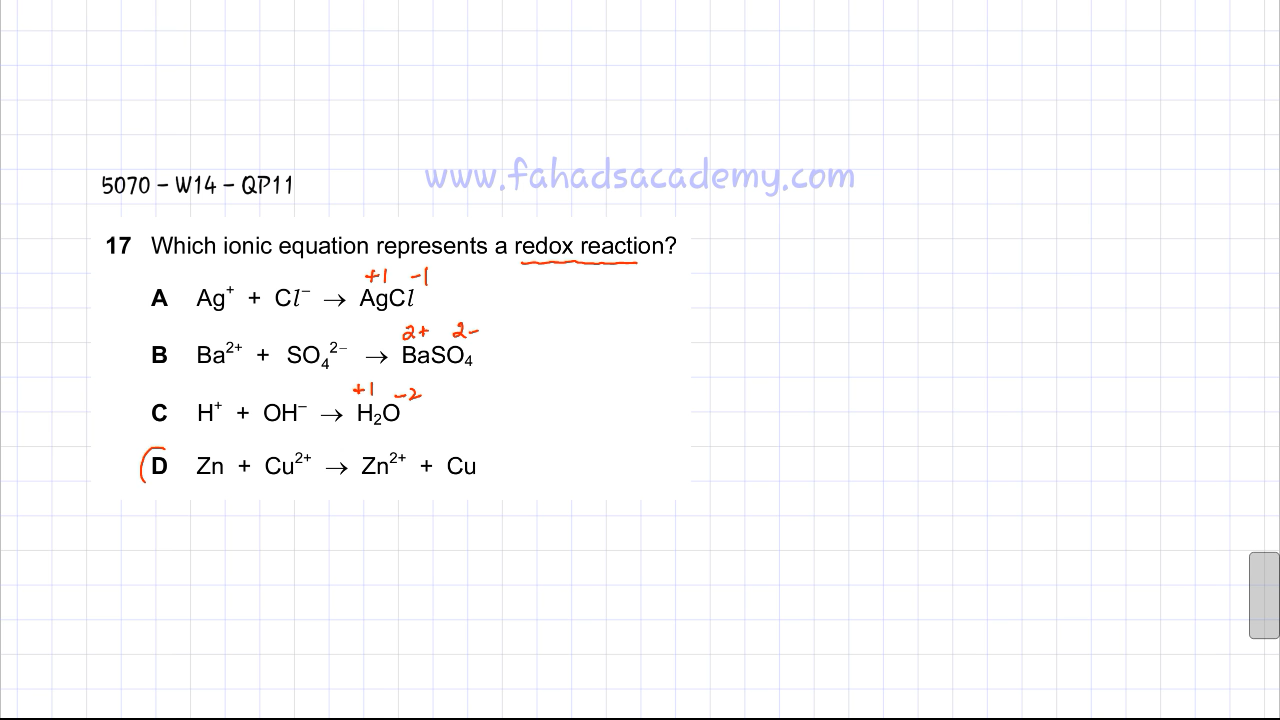 www.fahadsacademy.com
5070 - W14 - QP11
17 Which ionic equation represents a redox reaction?
+1 -1
A Ag⁺ + Cl⁻ → AgCl
2+ 2-
B Ba²⁺ + SO₄²⁻ → BaSO₄
+1 -2
C H⁺ + OH⁻ → H₂O
D Zn + Cu²⁺ → Zn²⁺ + Cu